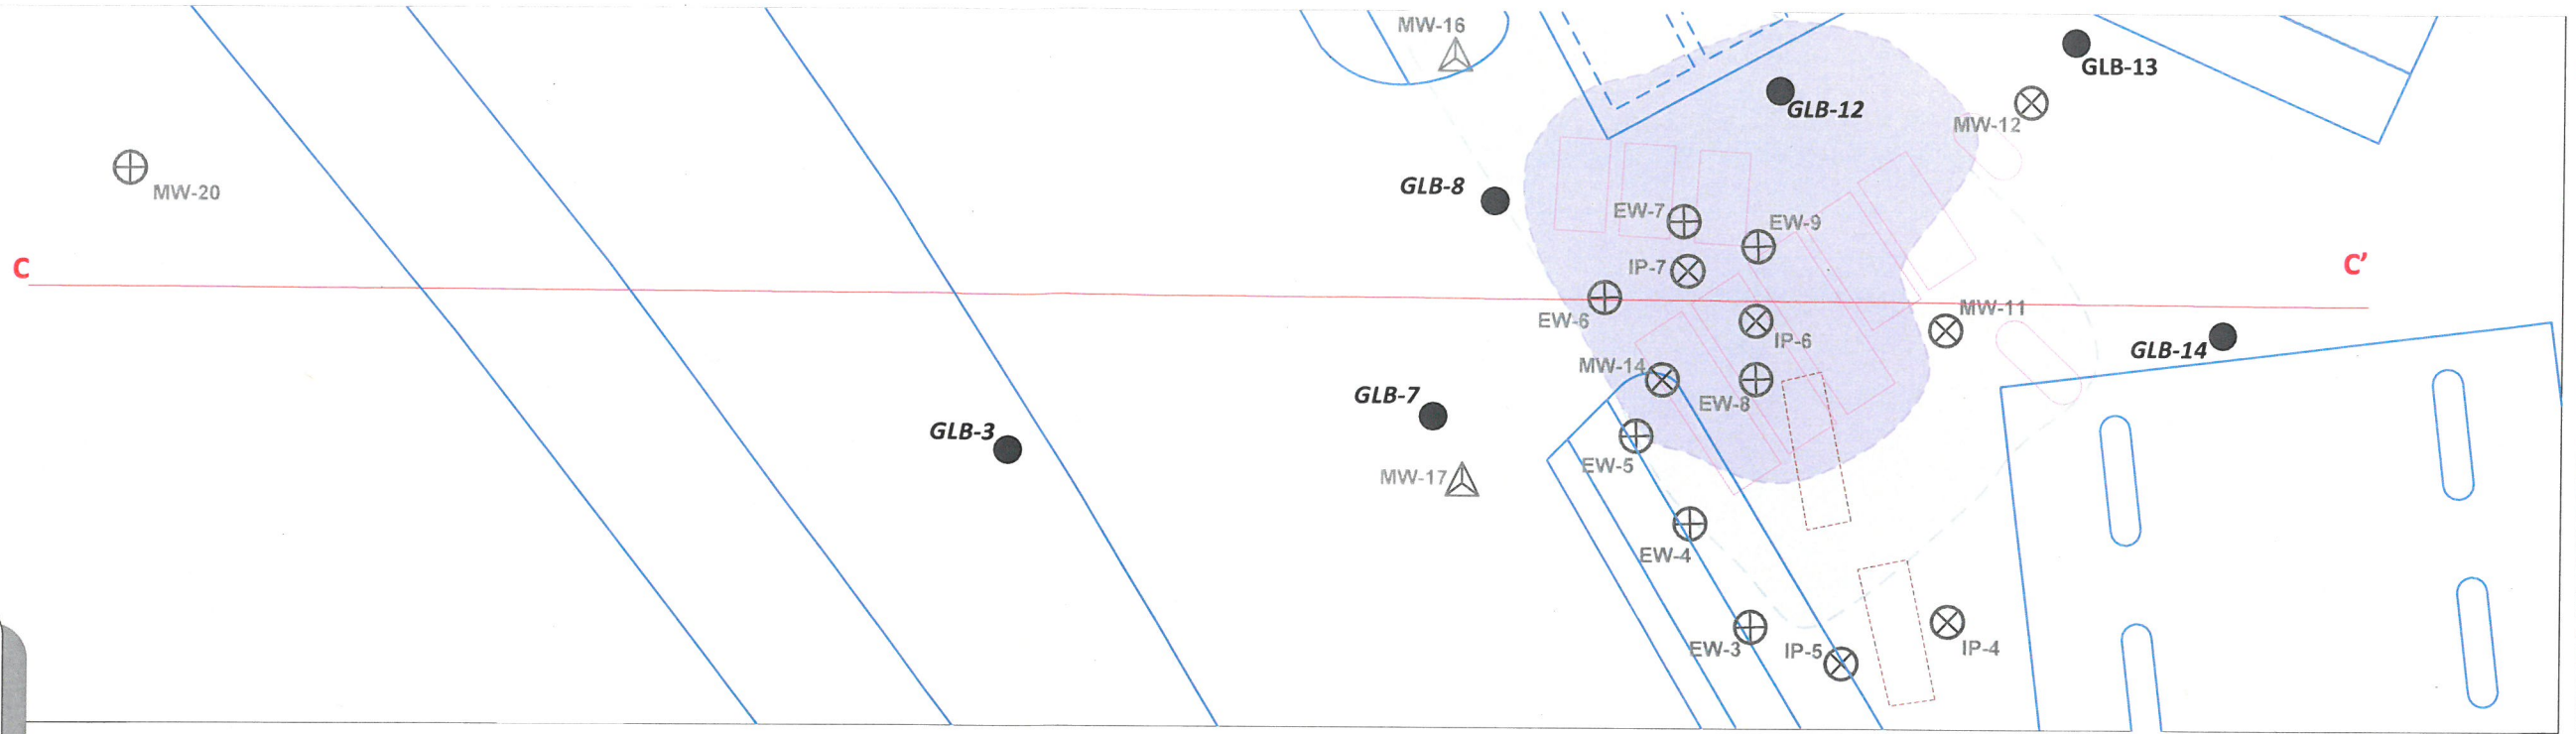 MW-16
GLB-13
GLB-12
MW-12
MW-20
GLB-8
EW-7
EW-9
C
IP-7
C’
MW-11
EW-6
IP-6
GLB-14
MW-14
GLB-7
EW-8
GLB-3
EW-5
MW-17
EW-4
EW-3
IP-5
IP-4